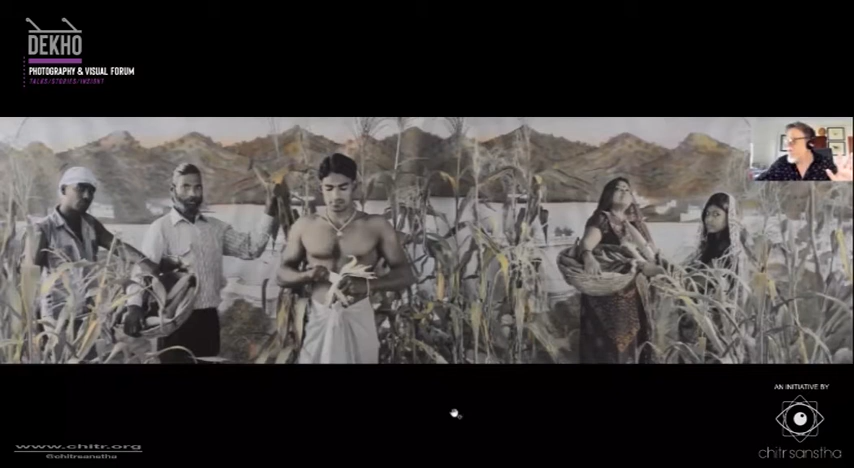 DEKHO
PHOTOGRAPHY & VISUAL FORUM
TALKS/STORIES/INSIGHT
AN INITIATIVE BY
chitrsanstha
www.chitr.org
@chitrsanstha